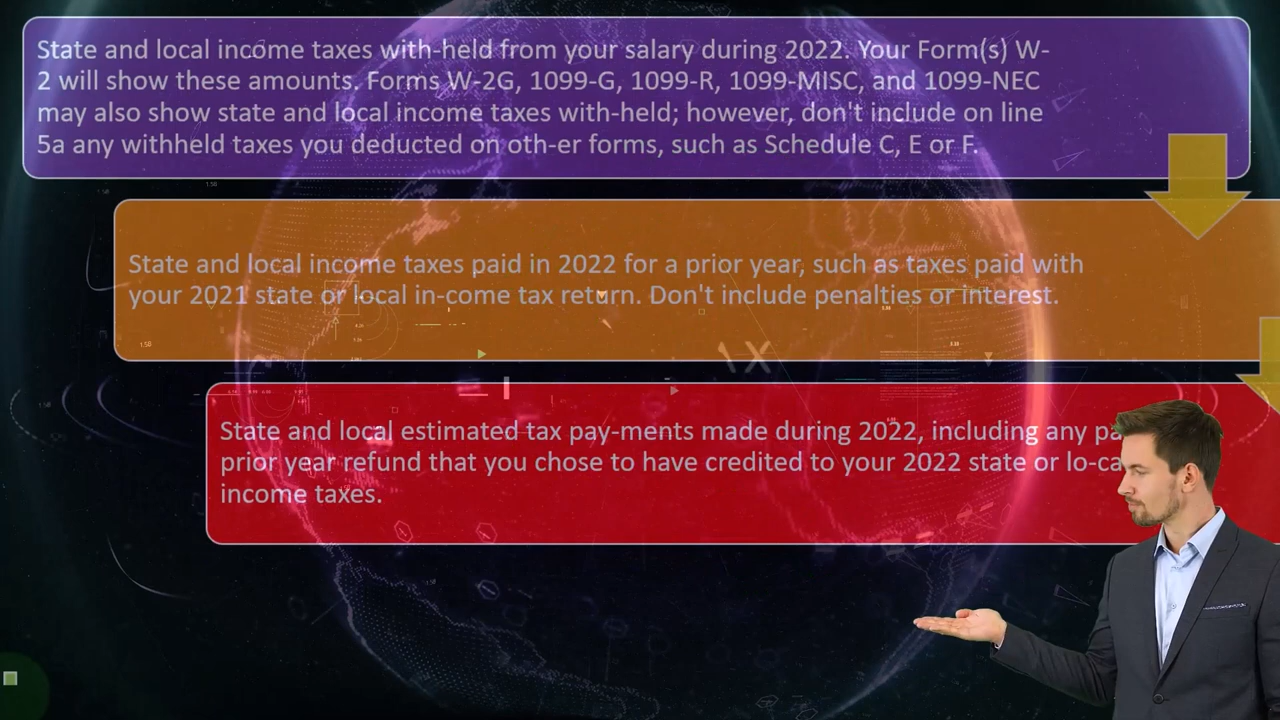 State and local income taxes with-held from your salary during 2022. Your Form(s) W-
2 will show these amounts. Forms W-2G, 1099-G, 1099-R, 1099-MISC, and 1099-NEC
may also show state and local income taxes with-held; however, don't include on line
5a any withheld taxes you deducted on oth-er forms, such as Schedule C, E or F.
State and local income taxes paid in 2022 for a prior year, such as taxes paid with
your 2021 state or local in-come tax return. Don't include penalties or interest.
State and local estimated tax pay-ments made during 2022, including any
prior year refund that you chose to have credited to your 2022 state or
income taxes.